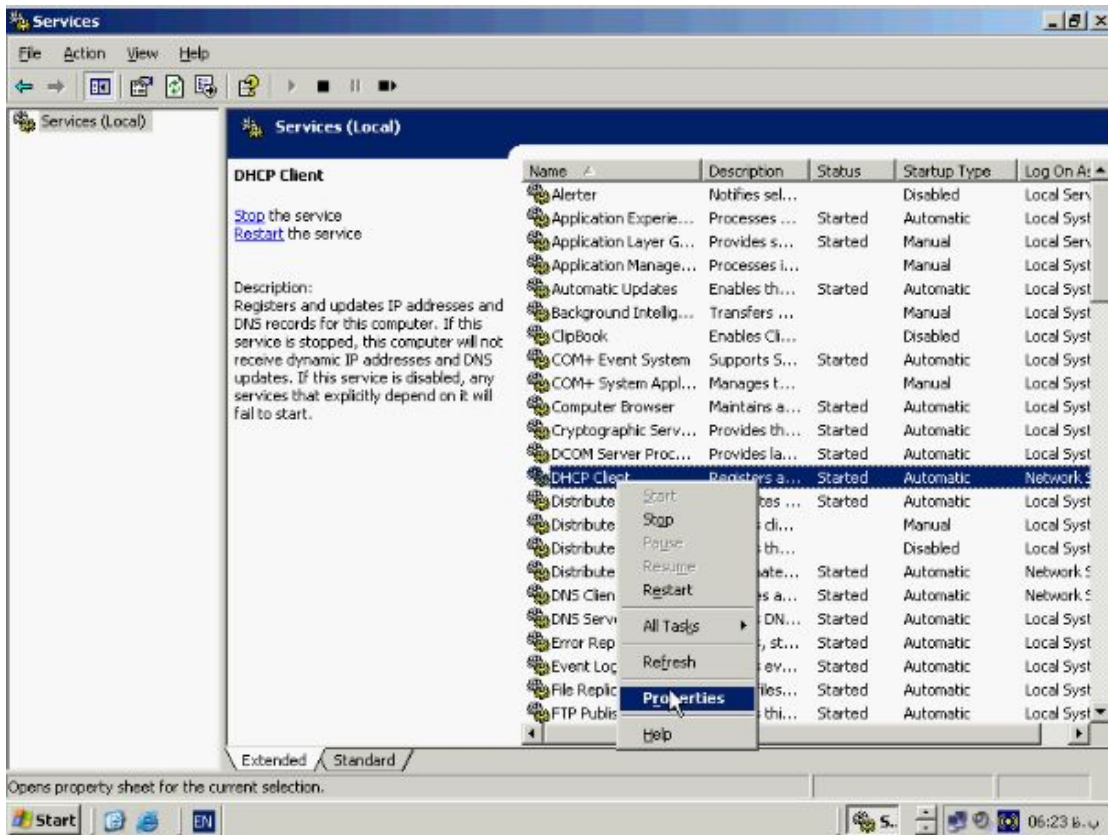 Services
File Action View Help
Services (Local)
Services (Local)
DHCP Client
Stop the service
Restart the service
Description:
Registers and updates IP addresses and
DNS records for this computer. If this
service is stopped, this computer will not
receive dynamic IP addresses and DNS
updates. If this service is disabled, any
services that explicitly depend on it will
fail to start.
Name Description Status Startup Type Log On As
Alerter Notifies sel... Disabled Local Serv
Application Experie... Processes ... Started Automatic Local Syst
Application Layer G... Provides s... Started Manual Local Serv
Application Manage... Processes i... Manual Local Syst
Automatic Updates Enables th... Started Automatic Local Syst
Background Intellig... Transfers ... Manual Local Syst
ClipBook Enables Cli... Disabled Local Syst
COM+ Event System Supports S... Started Automatic Local Syst
COM+ System Appl... Manages t... Manual Local Syst
Computer Browser Maintains a... Started Automatic Local Syst
Cryptographic Serv... Provides th... Started Automatic Local Syst
DCOM Server Proc... Provides la... Started Automatic Local Syst
DHCP Client Registers a... Started Automatic Network S
Distribute tes ... Started Automatic Local Syst
Distribute cli... Manual Local Syst
Distribute th... Disabled Local Syst
Distribute ate... Started Automatic Network S
DNS Clien s a... Started Automatic Network S
DNS Serv DN... Started Automatic Local Syst
Error Rep , st... Started Automatic Local Syst
Event Log ev... Started Automatic Local Syst
File Replic files... Started Automatic Local Syst
FTP Publis thi... Started Automatic Local Syst
Start
Stop
Pause
Resume
Restart
All Tasks
Refresh
Properties
Help
Extended Standard
Opens property sheet for the current selection.
Start EN S.. 06:23 ب.ظ